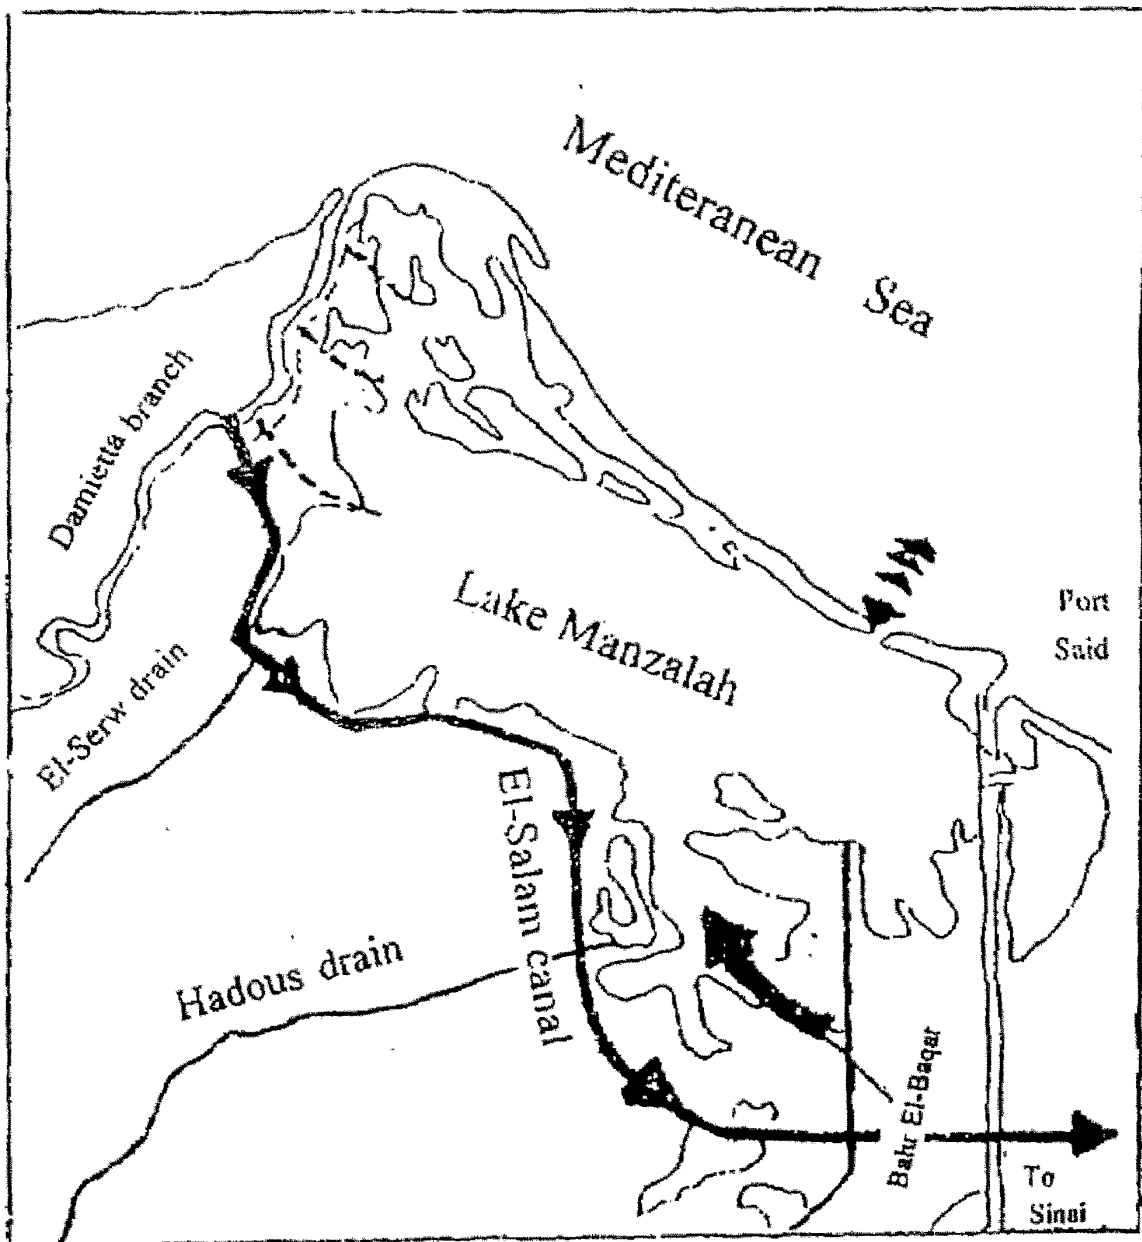 Mediteranean Sea
Damietta branch
Lake Manzalah
Port
Said
El-Serw drain
El-Salam canal
Hadous drain
Bahr El-Baqar
To
Sinai